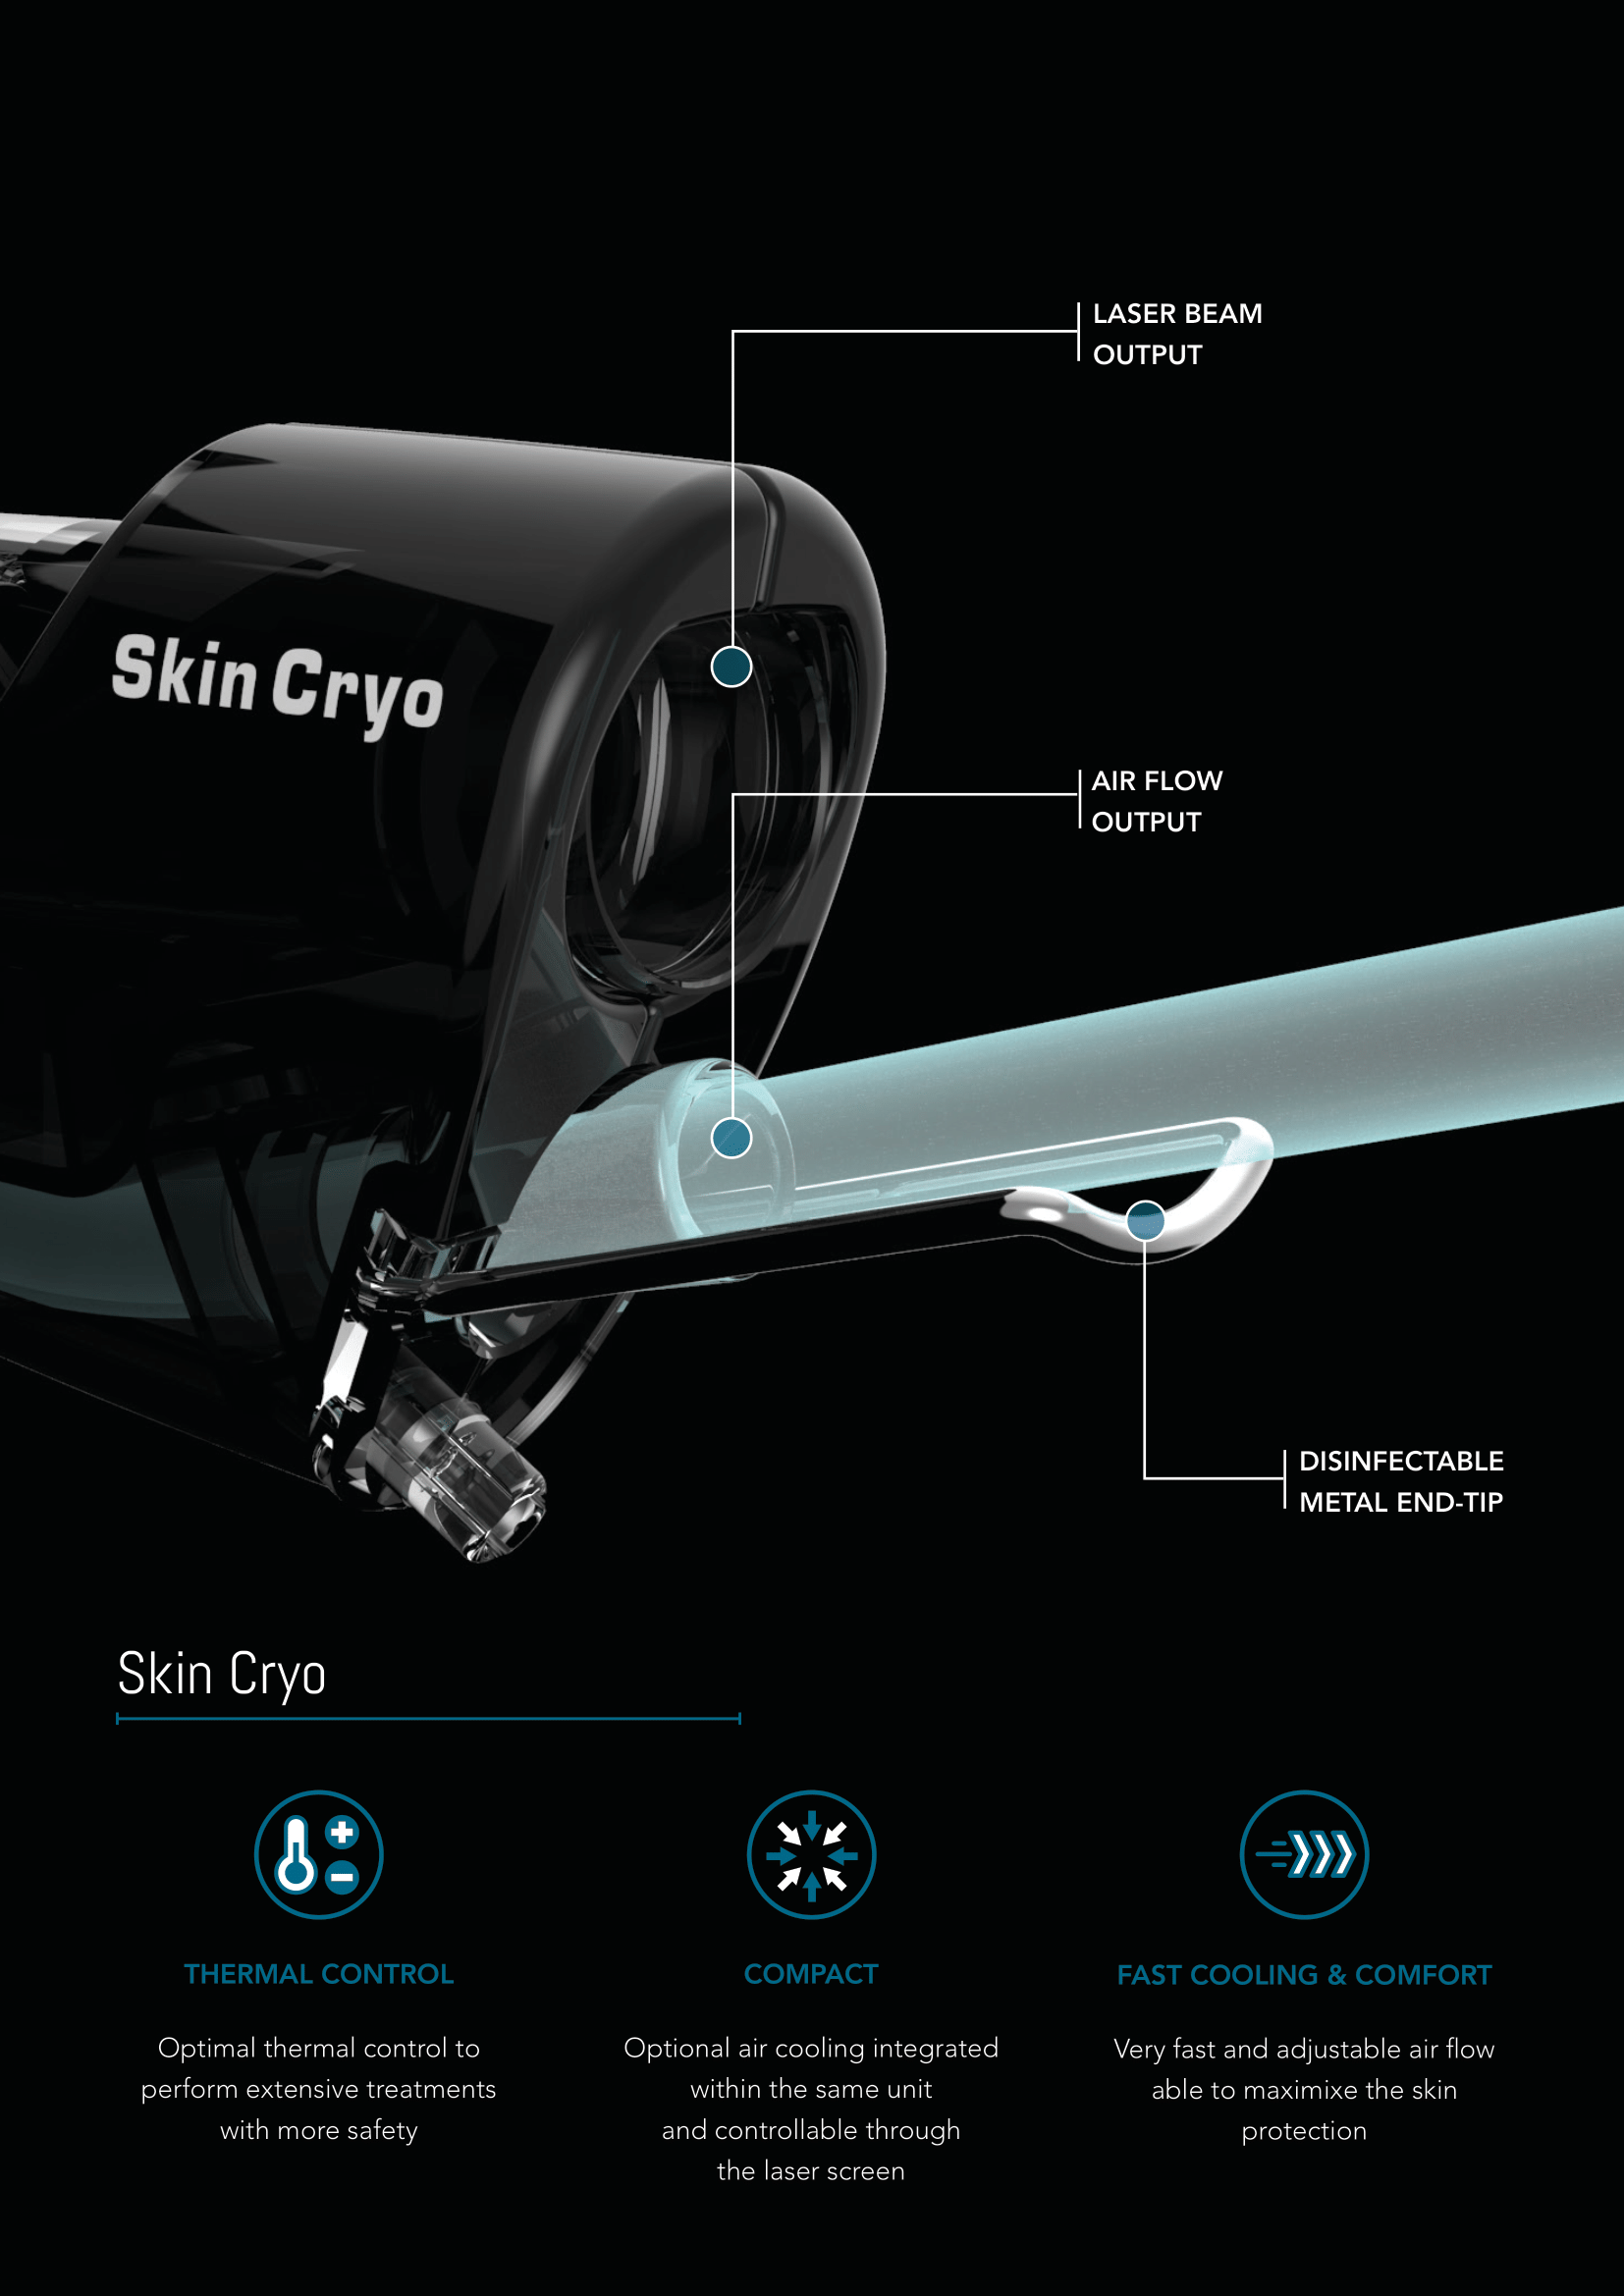 LASER BEAM
OUTPUT
Skin Cryo
AIR FLOW
OUTPUT
DISINFECTABLE
METAL END-TIP
Skin Cryo
THERMAL CONTROL
Optimal thermal control to
perform extensive treatments
with more safety
COMPACT
Optional air cooling integrated
within the same unit
and controllable through
the laser screen
FAST COOLING & COMFORT
Very fast and adjustable air flow
able to maximixe the skin
protection